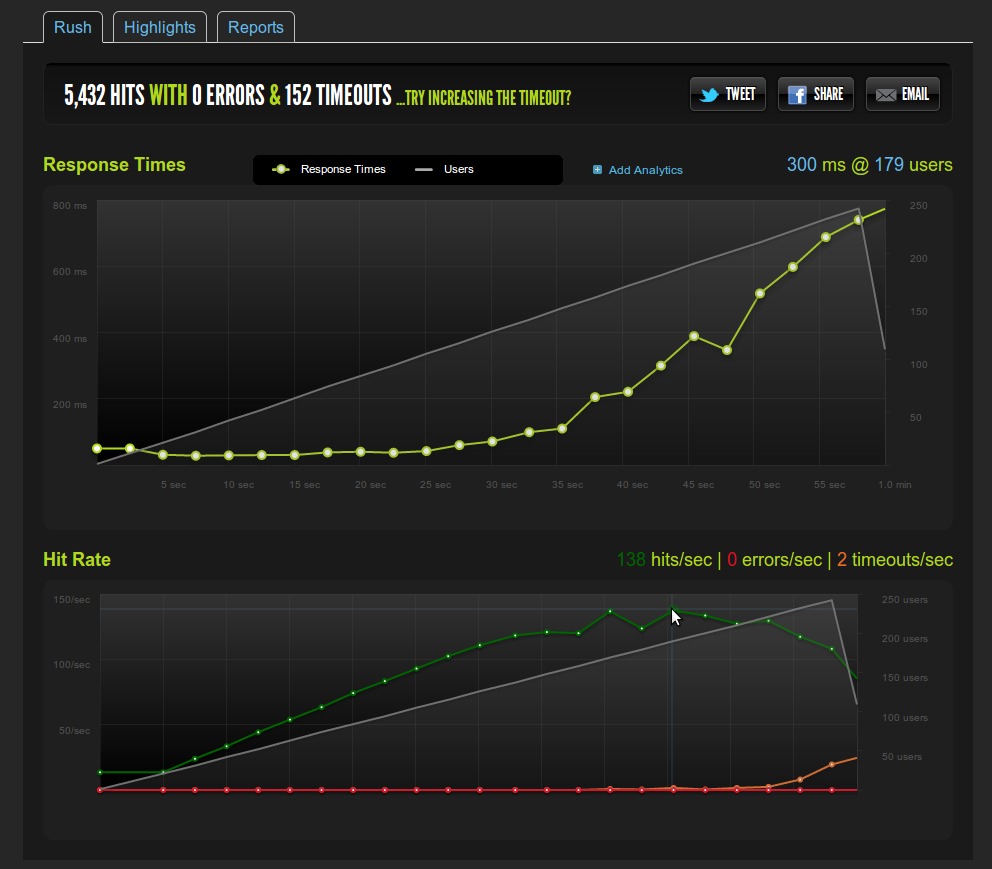 Rush Highlights Reports
5,432 HITS WITH 0 ERRORS & 152 TIMEOUTS ...TRY INCREASING THE TIMEOUT? TWEET SHARE EMAIL
Response Times Response Times Users Add Analytics 300 ms @ 179 users
800 ms 250
600 ms 200
400 ms 150
200 ms 100
50
5 sec 10 sec 15 sec 20 sec 25 sec 30 sec 35 sec 40 sec 45 sec 50 sec 55 sec 1.0 min
Hit Rate 138 hits/sec | 0 errors/sec | 2 timeouts/sec
150/sec 250 users
200 users
100/sec 150 users
50/sec 100 users
50 users